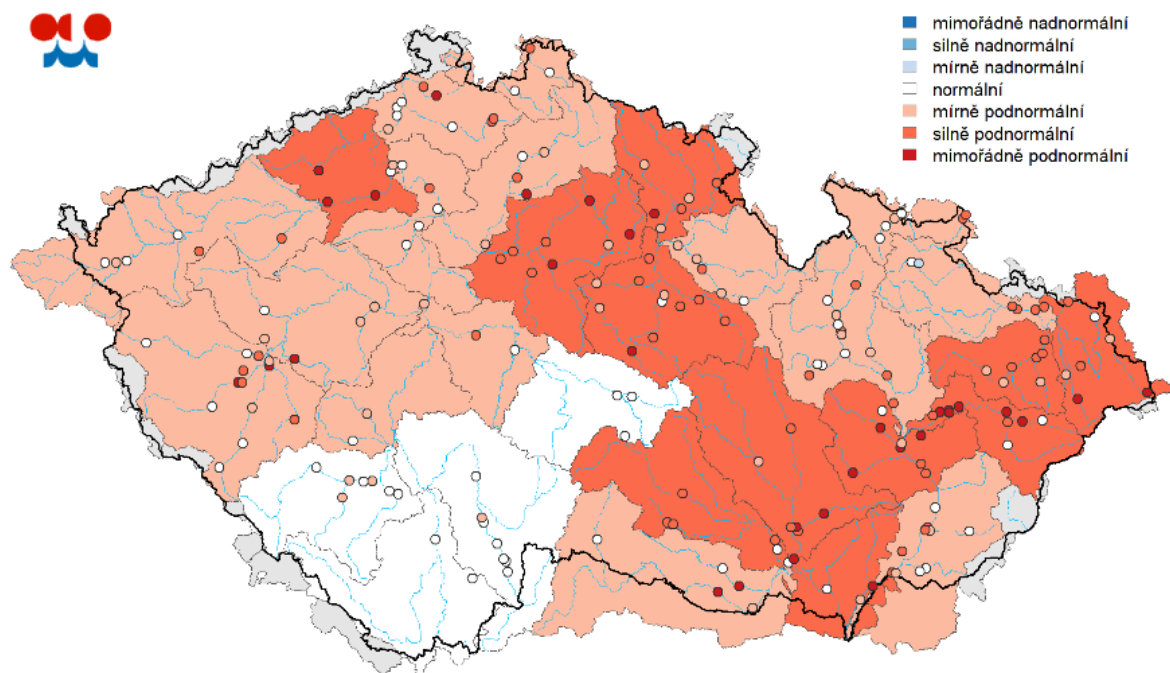 mimořádně nadnormální
silně nadnormální
mírně nadnormální
normální
mírně podnormální
silně podnormální
mimořádně podnormální